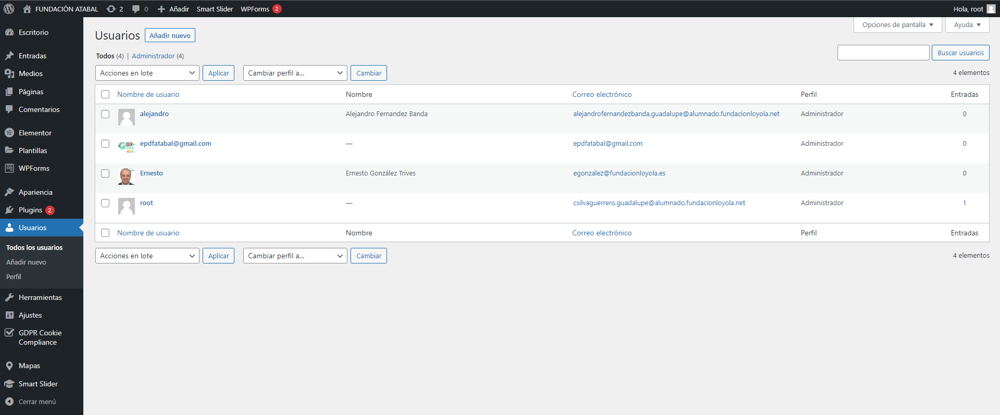 FUNDACIÓN ATABAL 2 0 Añadir Smart Slider WPForms 2 Hola, root
Escritorio
Entradas
Medios
Páginas
Comentarios
Elementor
Plantillas
WPForms
Apariencia
Plugins 2
Usuarios
Todos los usuarios
Añadir nuevo
Perfil
Herramientas
Ajustes
GDPR Cookie
Compliance
Mapas
Smart Slider
Cerrar menú
Opciones de pantalla Ayuda
Usuarios Añadir nuevo
Todos (4) | Administrador (4)
Buscar usuarios
Acciones en lote Aplicar Cambiar perfil a... Cambiar 4 elementos
Nombre de usuario Nombre Correo electrónico Perfil Entradas
alejandro Alejandro Fernandez Banda alejandrofernandezbanda.guadalupe@alumnado.fundacionloyola.net Administrador 0
SER+
epdfatabal@gmail.com — epdfatabal@gmail.com Administrador 0
Ernesto Ernesto González Trives egonzalez@fundacionloyola.es Administrador 0
root — csilvaguerrero.guadalupe@alumnado.fundacionloyola.net Administrador 1
Nombre de usuario Nombre Correo electrónico Perfil Entradas
Acciones en lote Aplicar Cambiar perfil a... Cambiar 4 elementos